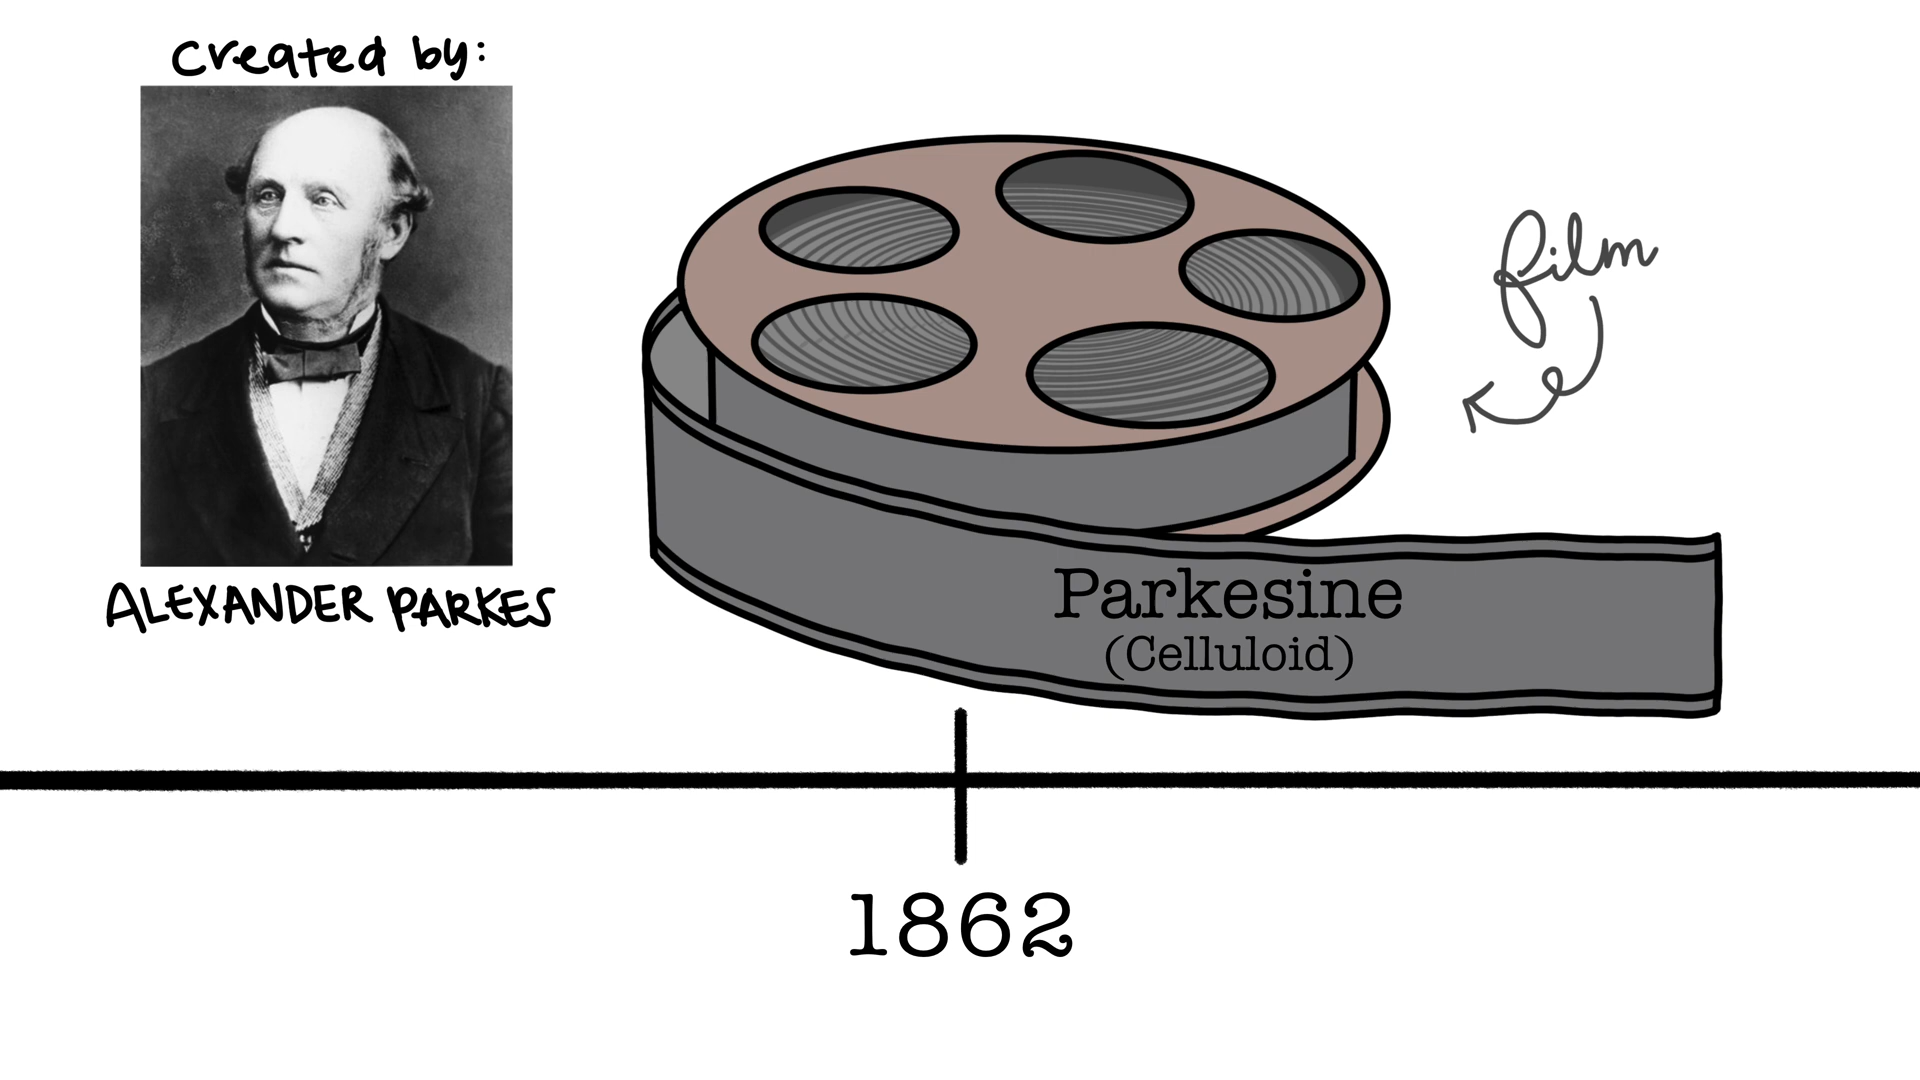 Created by:
ALEXANDER PARKES
film
Parkesine
(Celluloid)
1862